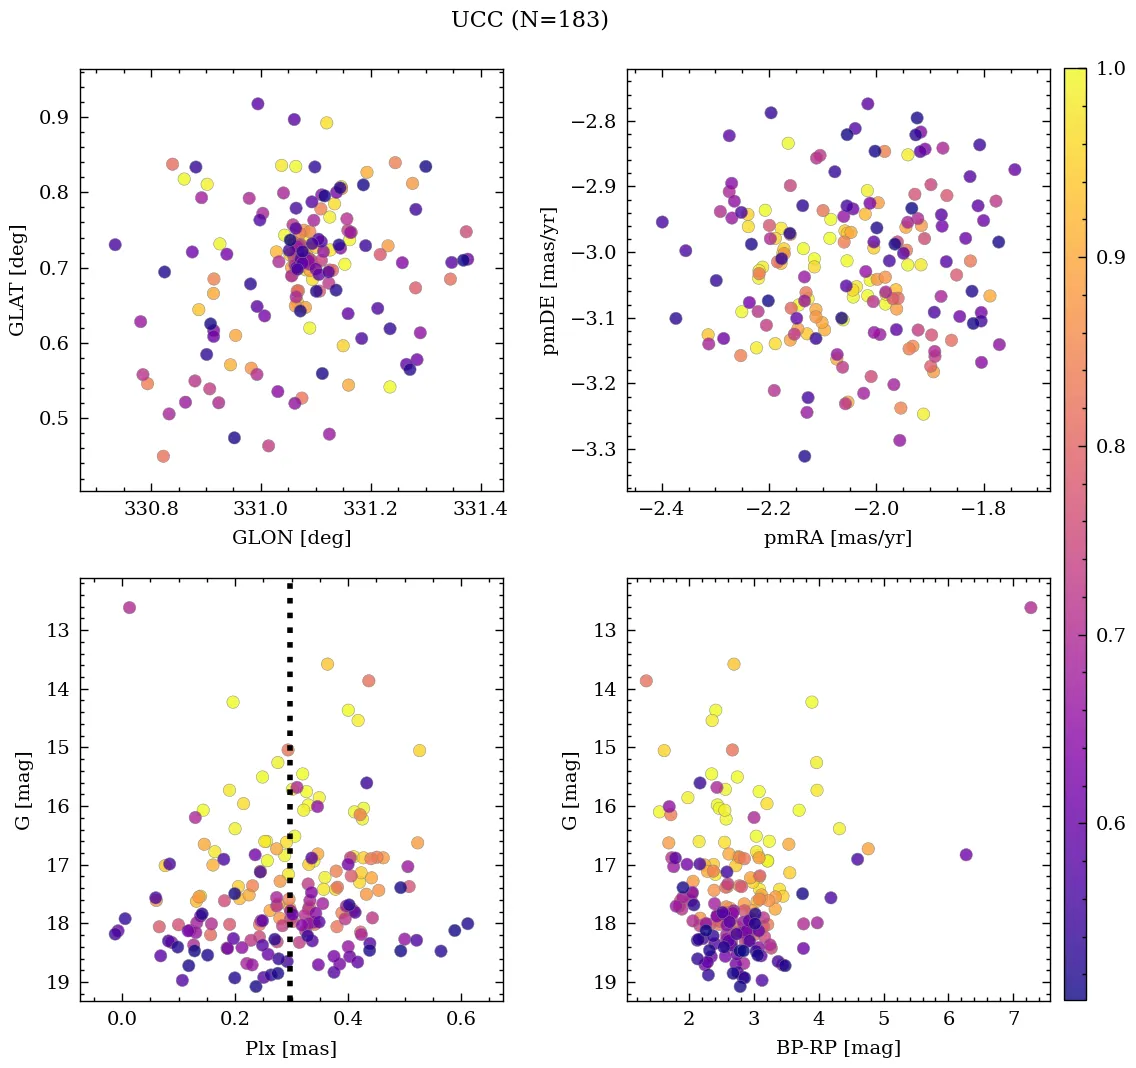 UCC (N=183)
0.9
0.8
0.7
0.6
0.5
GLAT [deg]
330.8 331.0 331.2 331.4
GLON [deg]
−2.8
−2.9
−3.0
−3.1
−3.2
−3.3
pmDE [mas/yr]
−2.4 −2.2 −2.0 −1.8
pmRA [mas/yr]
13
14
15
16
17
18
19
G [mag]
0.0 0.2 0.4 0.6
Plx [mas]
13
14
15
16
17
18
19
G [mag]
2 3 4 5 6 7
BP-RP [mag]
1.0
0.9
0.8
0.7
0.6